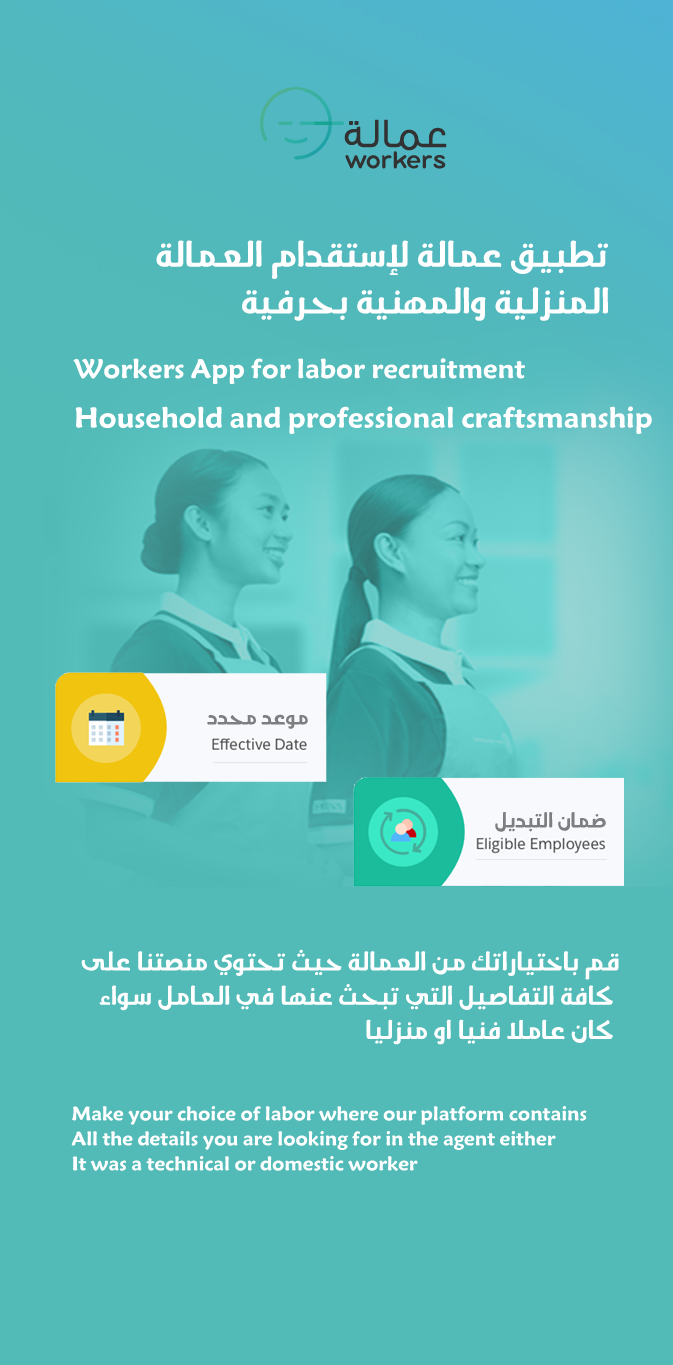 عمالة
workers
تطبيق عمالة لإستقدام العمالة
المنزلية والمهنية بحرفية
Workers App for labor recruitment
Household and professional craftsmanship
موعد محدد
Effective Date
ضمان التبديل
Eligible Employees
قم باختياراتك من العمالة حيث تحتوي منصتنا على
كافة التفاصيل التي تبحث عنها في العامل سواء
كان عاملا فنيا او منزليا
Make your choice of labor where our platform contains
All the details you are looking for in the agent either
It was a technical or domestic worker